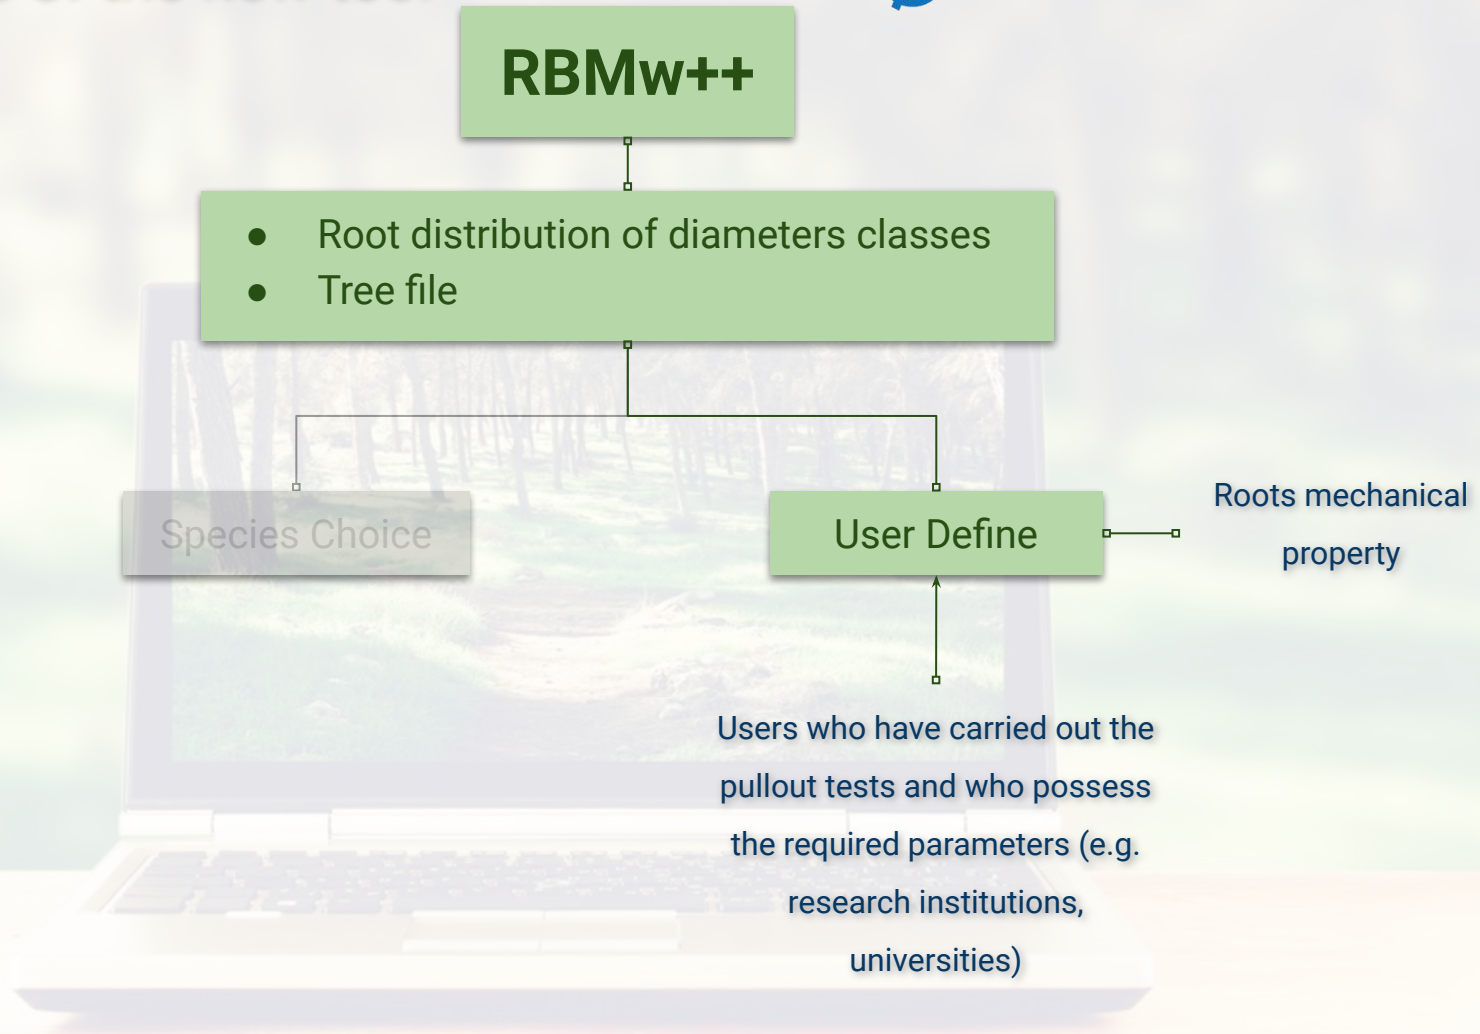 RBMw++
● Root distribution of diameters classes
● Tree file
Species Choice
User Define
Roots mechanical
property
Users who have carried out the
pullout tests and who possess
the required parameters (e.g.
research institutions,
universities)